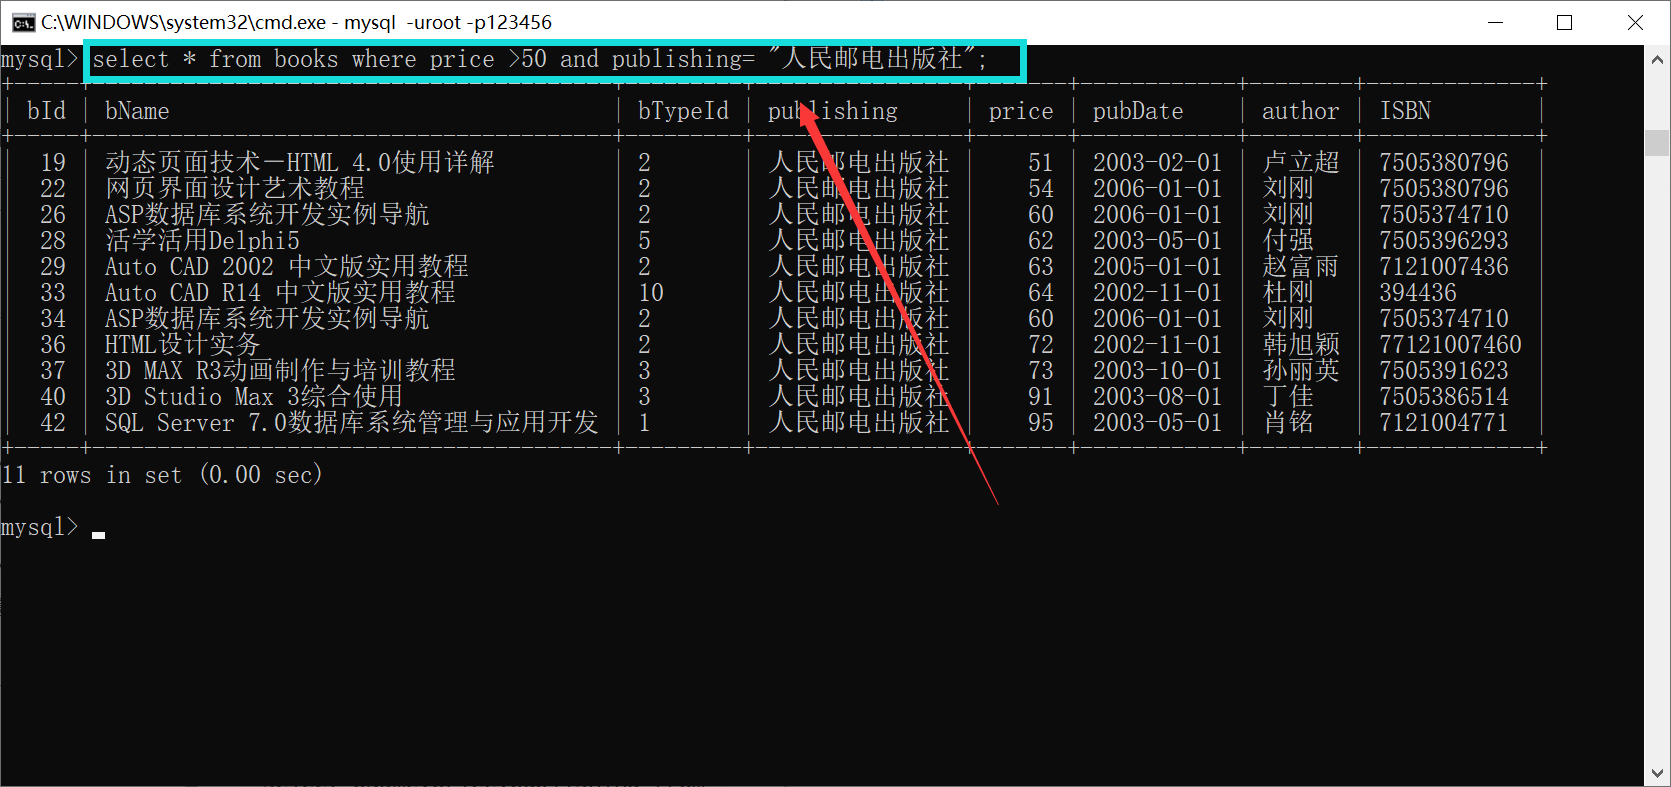 C:\WINDOWS\system32\cmd.exe - mysql  -uroot -p123456
mysql> select * from books where price >50 and publishing= "人民邮电出版社";
| bId | bName | bTypeId | publishing | price | pubDate | author | ISBN |
| 19 | 动态页面技术－HTML 4.0使用详解 | 2 | 人民邮电出版社 | 51 | 2003-02-01 | 卢立超 | 7505380796
| 22 | 网页界面设计艺术教程 | 2 | 人民邮电出版社 | 54 | 2006-01-01 | 刘刚 | 7505380796
| 26 | ASP数据库系统开发实例导航 | 2 | 人民邮电出版社 | 60 | 2006-01-01 | 刘刚 | 7505374710
| 28 | 活学活用Delphi5 | 5 | 人民邮电出版社 | 62 | 2003-05-01 | 付强 | 7505396293
| 29 | Auto CAD 2002 中文版实用教程 | 2 | 人民邮电出版社 | 63 | 2005-01-01 | 赵富雨 | 7121007436
| 33 | Auto CAD R14 中文版实用教程 | 10 | 人民邮电出版社 | 64 | 2002-11-01 | 杜刚 | 394436
| 34 | ASP数据库系统开发实例导航 | 2 | 人民邮电出版社 | 60 | 2006-01-01 | 刘刚 | 7505374710
| 36 | HTML设计实务 | 2 | 人民邮电出版社 | 72 | 2002-11-01 | 韩旭颖 | 77121007460
| 37 | 3D MAX R3动画制作与培训教程 | 3 | 人民邮电出版社 | 73 | 2003-10-01 | 孙丽英 | 7505391623
| 40 | 3D Studio Max 3综合使用 | 3 | 人民邮电出版社 | 91 | 2003-08-01 | 丁佳 | 7505386514
| 42 | SQL Server 7.0数据库系统管理与应用开发 | 1 | 人民邮电出版社 | 95 | 2003-05-01 | 肖铭 | 7121004771
11 rows in set (0.00 sec)
mysql>